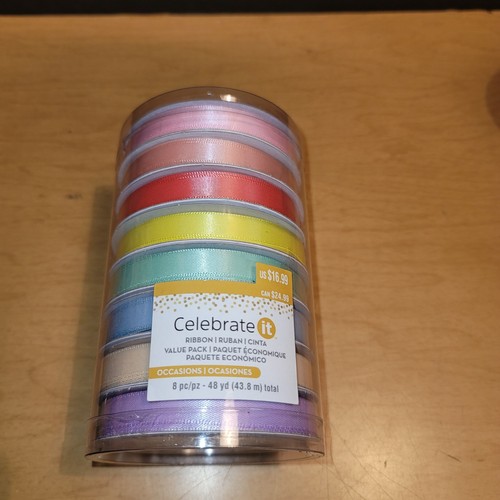 US $16.99
CAN $24.99
Celebrate it
RIBBON | RUBAN | CINTA
VALUE PACK | PAQUET ÉCONOMIQUE
PAQUETE ECONÓMICO
OCCASIONS | OCASIONES
8 pc/pz - 48 yd (43.8 m) total